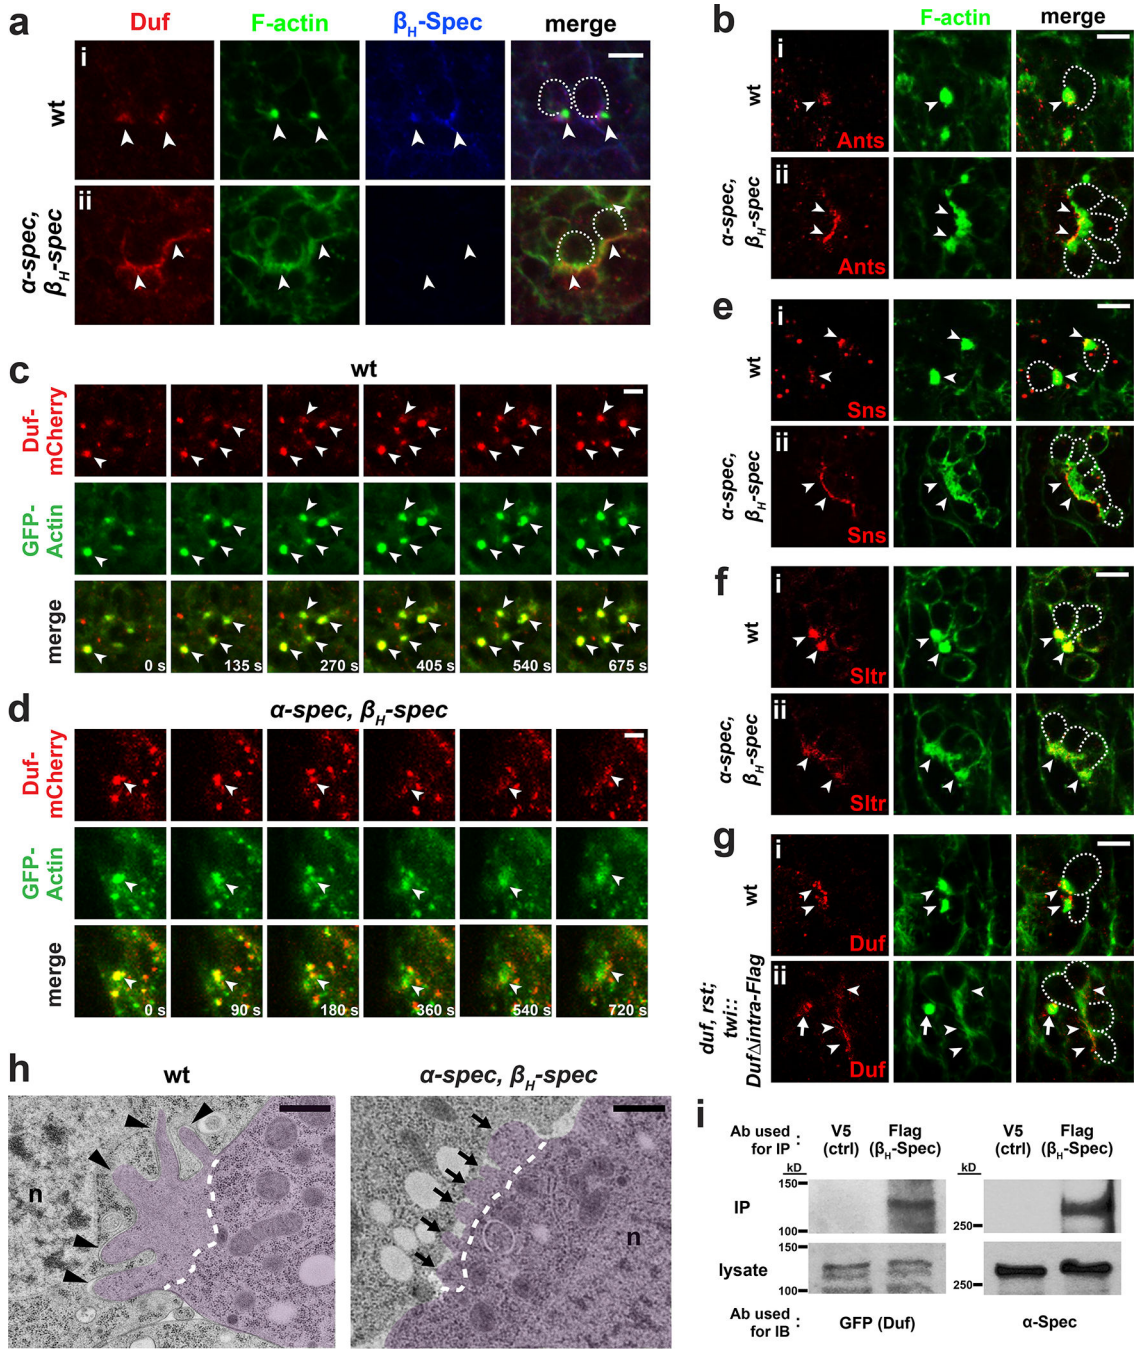 a
Duf
F-actin
βH-Spec
merge
i
wt
ii
α-spec,
βH-spec
b
F-actin
merge
i
wt
Ants
ii
α-spec,
βH-spec
Ants
c
wt
Duf-
mCherry
GFP-
Actin
merge
0 s
135 s
270 s
405 s
540 s
675 s
d
α-spec, βH-spec
Duf-
mCherry
GFP-
Actin
merge
0 s
90 s
180 s
360 s
540 s
720 s
e
i
wt
Sns
ii
α-spec,
βH-spec
Sns
f
i
wt
Sltr
ii
α-spec,
βH-spec
Sltr
g
i
wt
Duf
ii
duf, rst;
twi::
DufΔintra-Flag
Duf
h
wt
α-spec, βH-spec
n
n
i
Ab used
for IP :
V5
(ctrl)
Flag
(βH-Spec)
V5
(ctrl)
Flag
(βH-Spec)
kD
150
100
kD
250
IP
150
100
250
lysate
Ab used
for IB :
GFP (Duf)
α-Spec